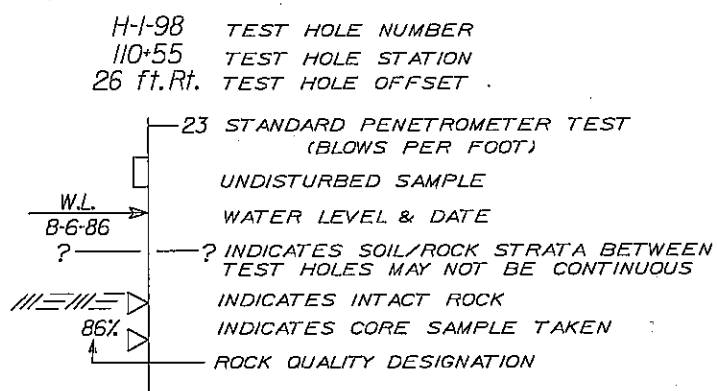 H-1-98 TEST HOLE NUMBER
110+55 TEST HOLE STATION
26 ft.Rt. TEST HOLE OFFSET
23 STANDARD PENETROMETER TEST
(BLOWS PER FOOT)
UNDISTURBED SAMPLE
W.L.
8-6-86
WATER LEVEL & DATE
? ? INDICATES SOIL/ROCK STRATA BETWEEN
TEST HOLES MAY NOT BE CONTINUOUS
INDICATES INTACT ROCK
86% INDICATES CORE SAMPLE TAKEN
ROCK QUALITY DESIGNATION